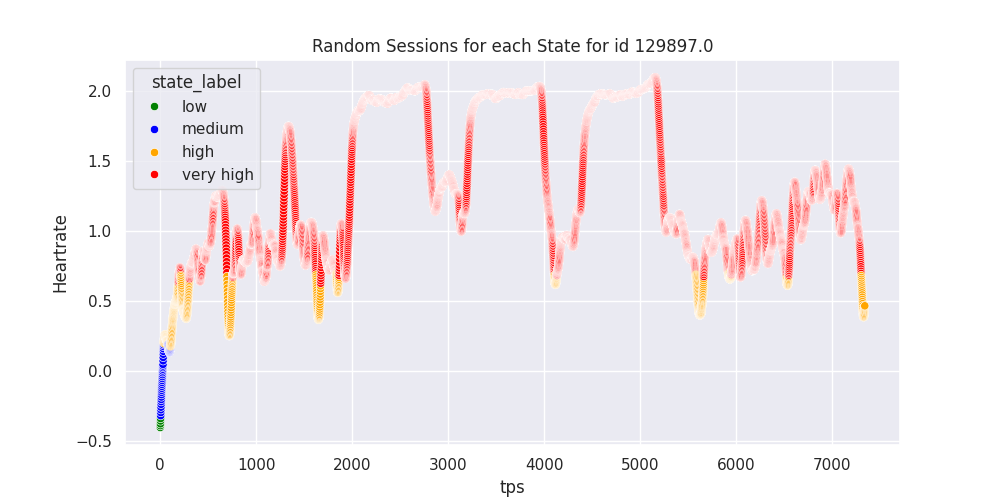 Random Sessions for each State for id 129897.0
state_label
low
medium
high
very high
Heartrate
2.0
1.5
1.0
0.5
0.0
−0.5
0 1000 2000 3000 4000 5000 6000 7000
tps